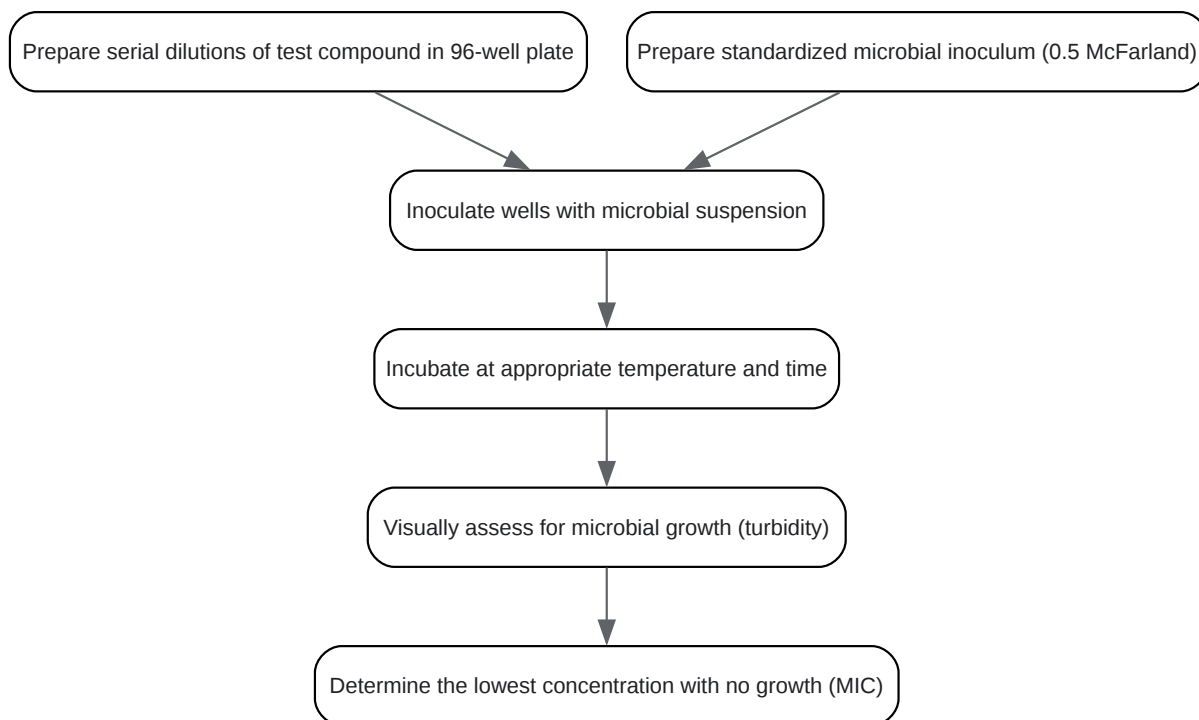 Prepare serial dilutions of test compound in 96-well plate
Prepare standardized microbial inoculum (0.5 McFarland)
Inoculate wells with microbial suspension
Incubate at appropriate temperature and time
Visually assess for microbial growth (turbidity)
Determine the lowest concentration with no growth (MIC)